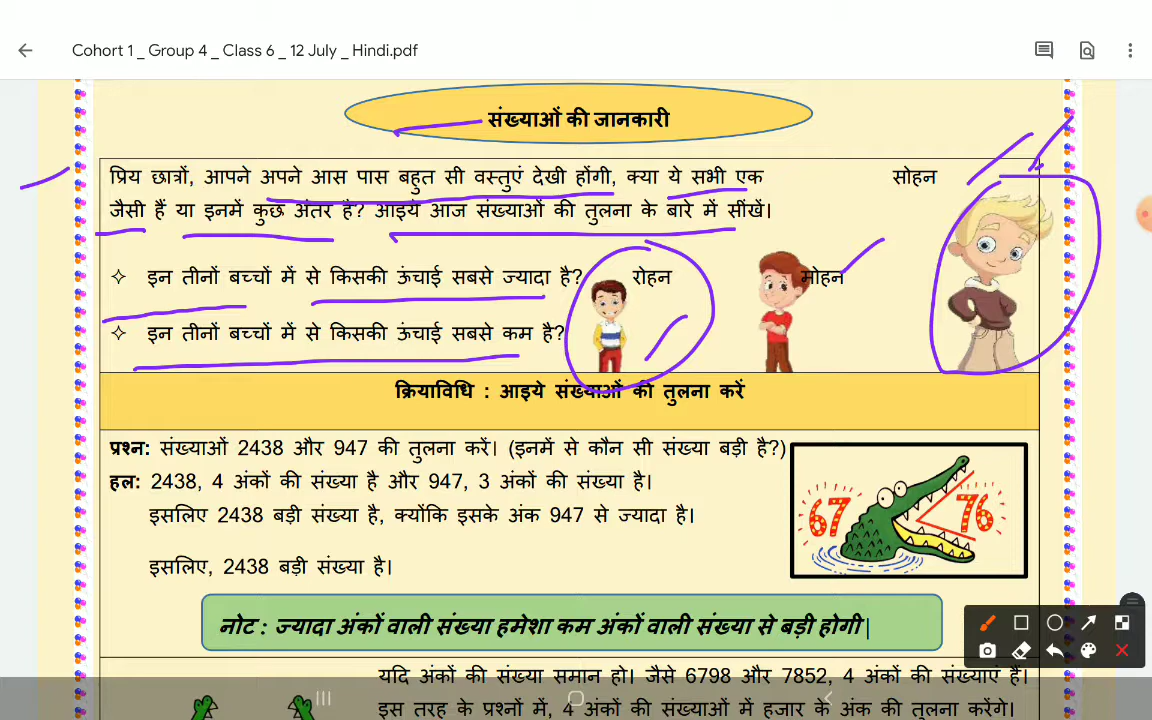 Cohort 1 _ Group 4 _ Class 6 _ 12 July _ Hindi.pdf
संख्याओं की जानकारी
प्रिय छात्रों, आपने अपने आस पास बहुत सी वस्तुएं देखी होंगी, क्या ये सभी एक
सोहन
जैसी हैं या इनमें कुछ अंतर है? आइये आज संख्याओं की तुलना के बारे में सीखें।
✧ इन तीनों बच्चों में से किसकी ऊंचाई सबसे ज्यादा है?
रोहन
मोहन
✧ इन तीनों बच्चों में से किसकी ऊंचाई सबसे कम है?
क्रियाविधि : आइये संख्याओं की तुलना करें
प्रश्न: संख्याओं 2438 और 947 की तुलना करें। (इनमें से कौन सी संख्या बड़ी है?)
हल: 2438, 4 अंकों की संख्या है और 947, 3 अंकों की संख्या है।
इसलिए 2438 बड़ी संख्या है, क्योंकि इसके अंक 947 से ज्यादा है।
67 76
इसलिए, 2438 बड़ी संख्या है।
नोट : ज्यादा अंकों वाली संख्या हमेशा कम अंकों वाली संख्या से बड़ी होगी|
यदि अंकों की संख्या समान हो। जैसे 6798 और 7852, 4 अंकों की संख्याएं हैं।
इस तरह के प्रश्नों में, 4 अंकों की संख्याओं में हजार के अंक की तुलना करेंगे।